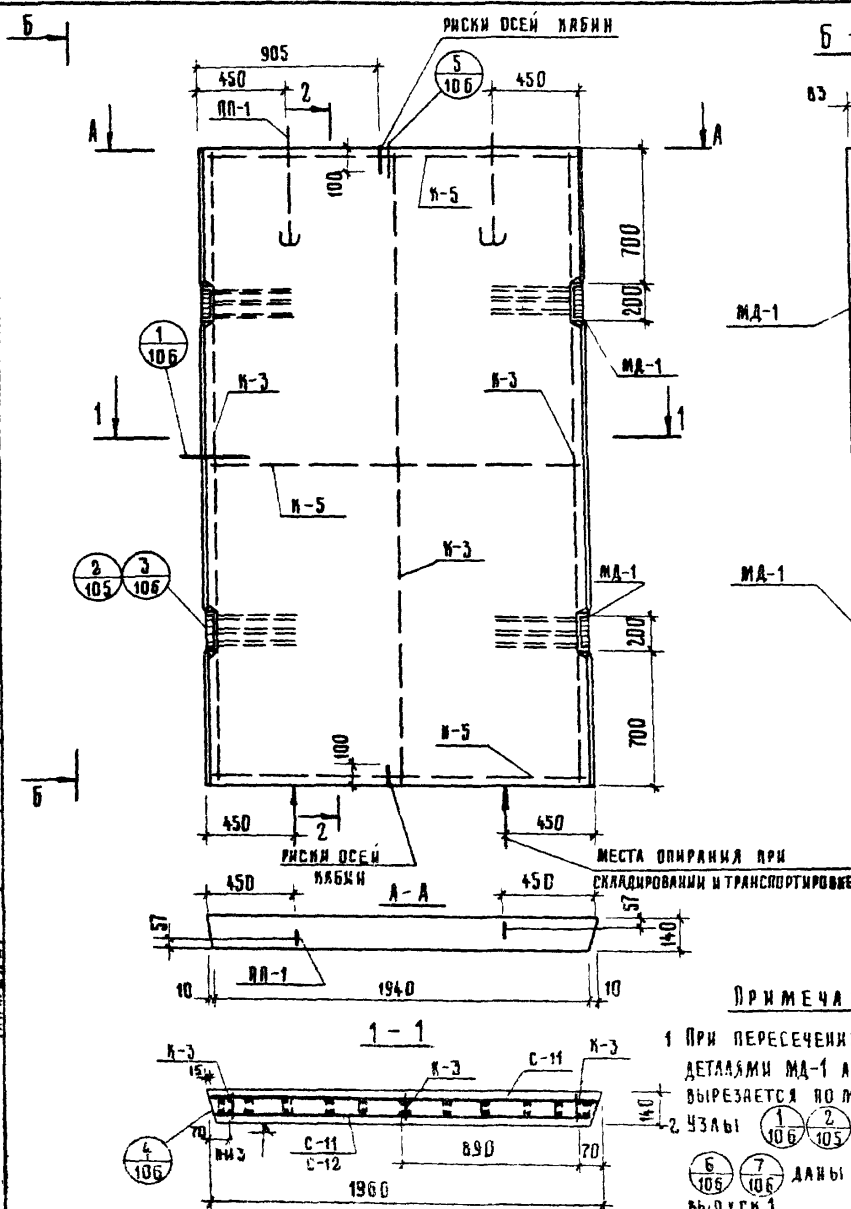 Б
Б -
РИСКИ ОСЕЙ КАБИН
905
5
106
83
450
2
450
ПП-1
А
А
100
К-5
700
200
МД-1
МД-1
1
106
К-3
К-3
1
1
К-5
К-3
2
105
3
106
МД-1
МД-1
200
700
100
К-5
Б
450
2
450
РИСКИ ОСЕЙ
КАБИН
МЕСТА ОПИРАНИЯ ПРИ
СКЛАДИРОВАНИИ И ТРАНСПОРТИРОВКЕ
450
А-А
450
57
57
140
ПП-1
10
1940
10
ПРИМЕЧА
1-1
1 ПРИ ПЕРЕСЕЧЕНИ
ДЕТАЛЯМИ МД-1 А
ВЫРЕЗАЕТСЯ ПО М
К-3
15
К-3
С-11
К-3
140
2 УЗЛЫ 1/106 2/105
70
С-11
С-12
890
70
4
106
6/106 7/106 ДАНЫ
1960
ВЫПУСК 1